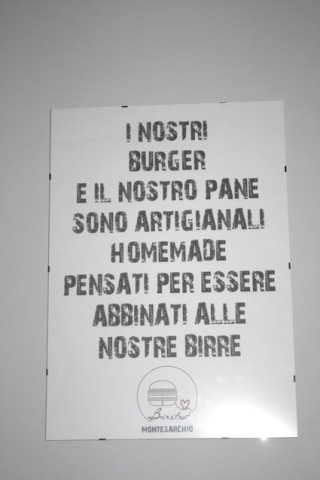 I NOSTRI
BURGER
E IL NOSTRO PANE
SONO ARTIGIANALI
HOMEMADE
PENSATI PER ESSERE
ABBINATI ALLE
NOSTRE BIRRE
MONTESARCHIO